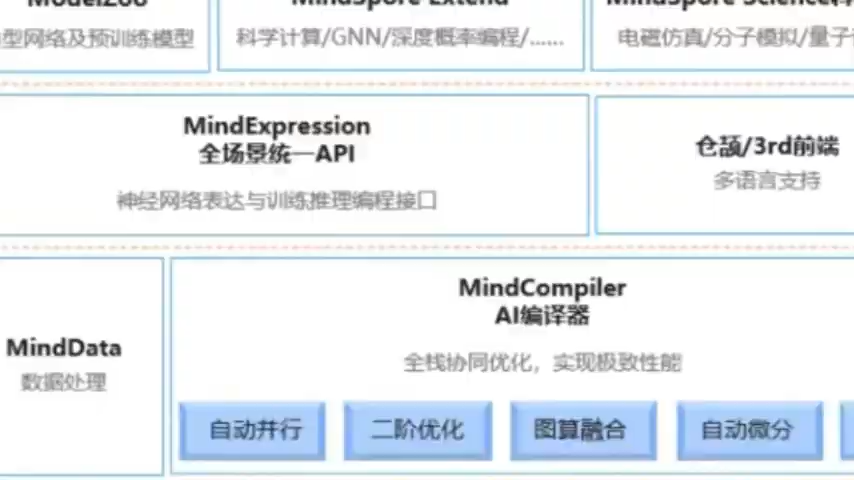 ModelZoo
MindSpore Extend
MindSpore Science
型网络及预训练模型
科学计算/GNN/深度概率编程/……
电磁仿真/分子模拟/量子
MindExpression
全场景统一API
神经网络表达与训练推理编程接口
仓颉/3rd前端
多语言支持
MindData
数据处理
MindCompiler
AI编译器
全栈协同优化，实现极致性能
自动并行
二阶优化
图算融合
自动微分